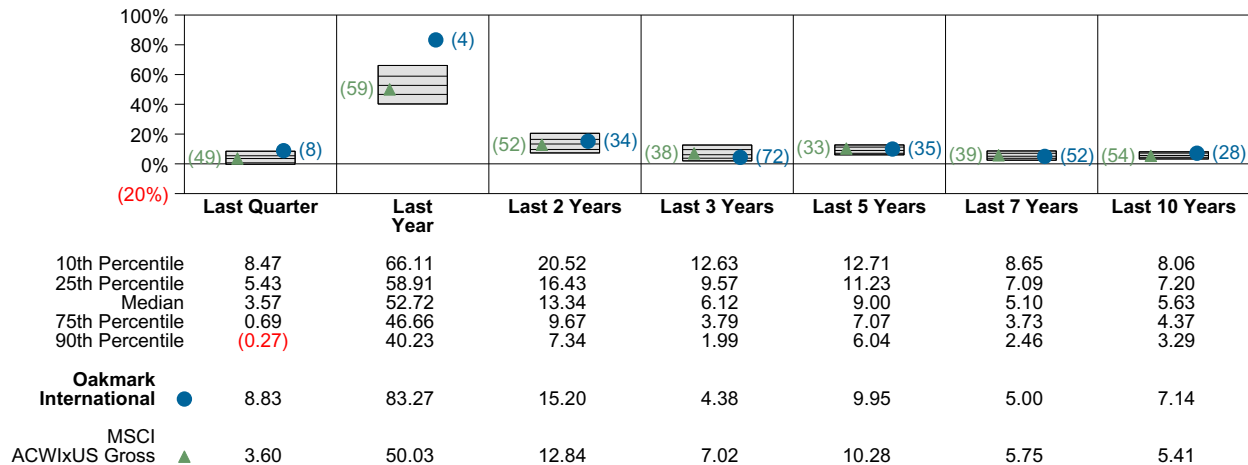 100%
80%
60%
40%
20%
0%
(20%)
(49) (8)
(59) (4)
(52) (34)
(38) (72)
(33) (35)
(39) (52)
(54) (28)
Last Quarter Last Year Last 2 Years Last 3 Years Last 5 Years Last 7 Years Last 10 Years
10th Percentile 8.47 66.11 20.52 12.63 12.71 8.65 8.06
25th Percentile 5.43 58.91 16.43 9.57 11.23 7.09 7.20
Median 3.57 52.72 13.34 6.12 9.00 5.10 5.63
75th Percentile 0.69 46.66 9.67 3.79 7.07 3.73 4.37
90th Percentile (0.27) 40.23 7.34 1.99 6.04 2.46 3.29
Oakmark
International 8.83 83.27 15.20 4.38 9.95 5.00 7.14
MSCI
ACWIxUS Gross 3.60 50.03 12.84 7.02 10.28 5.75 5.41